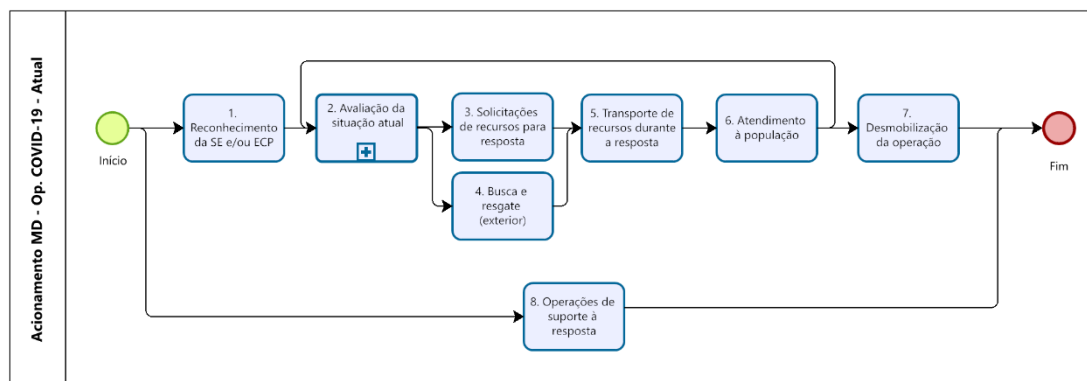 Acionamento MD - Op. COVID-19 - Atual
Início
1.
Reconhecimento
da SE e/ou ECP
2. Avaliação da
situação atual
3. Solicitações
de recursos para
resposta
4. Busca e
resgate
(exterior)
5. Transporte de
recursos durante
a resposta
6. Atendimento
à população
7.
Desmobilização
da operação
8. Operações de
suporte à
resposta
Fim